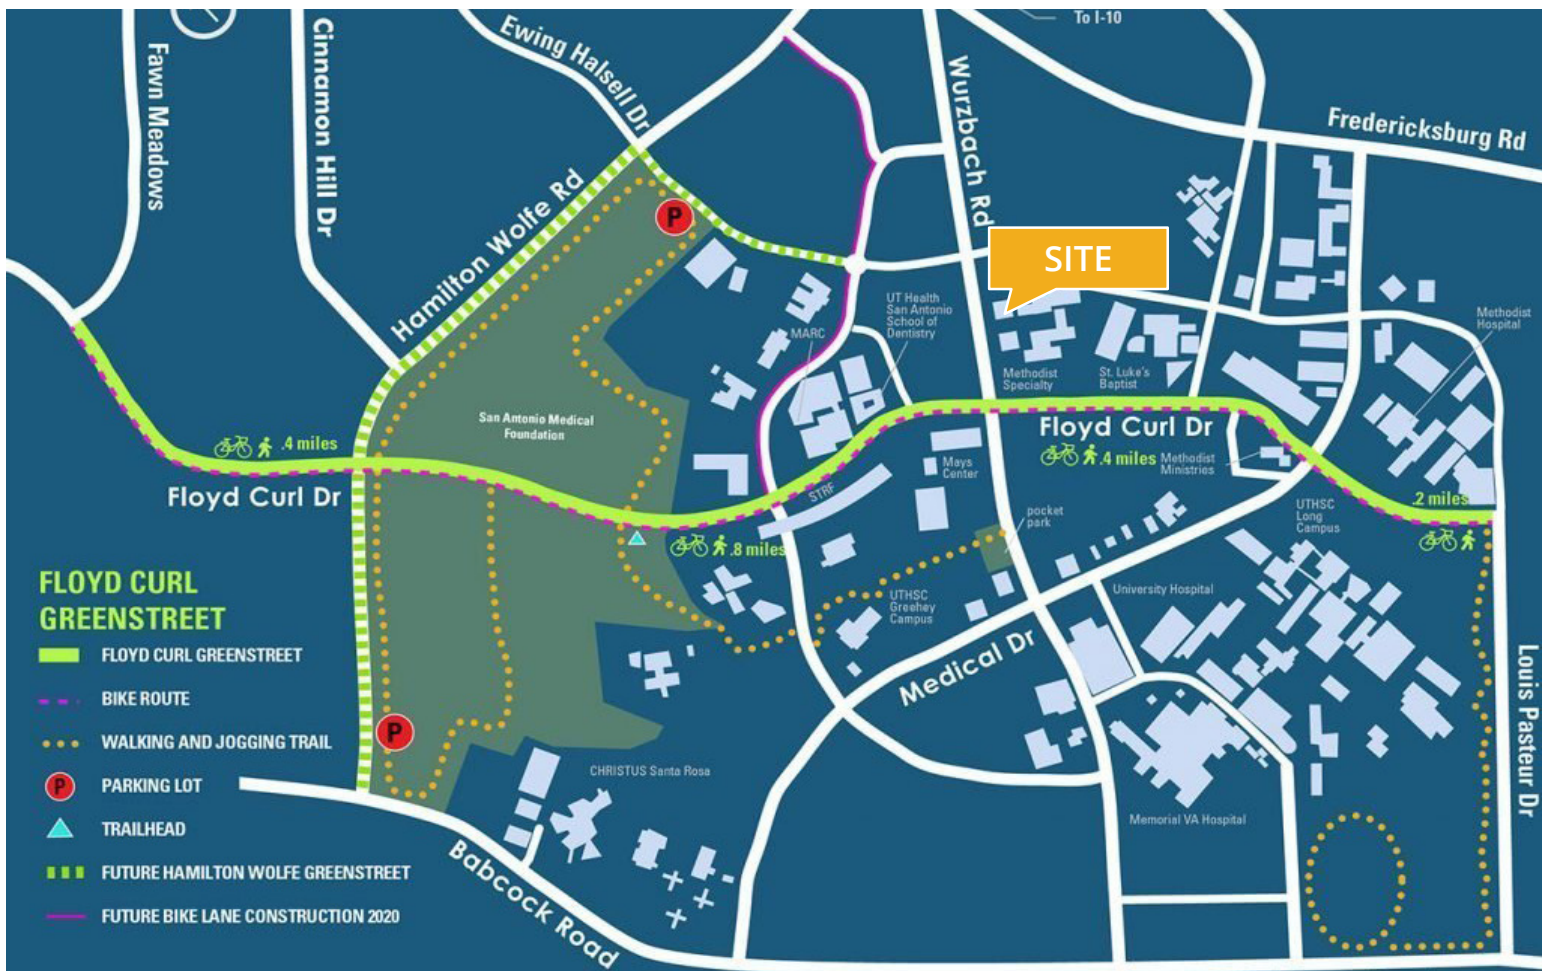 To I-10
Fawn Meadows
Cinnamon Hill Dr
Ewing Halsell Dr
Wurzbach Rd
Fredericksburg Rd
Hamilton Wolfe Rd
P
SITE
UT Health
San Antonio
School of
Dentistry
MARC
Methodist
Hospital
Methodist
Specialty
St. Luke's
Baptist
San Antonio Medical
Foundation
.4 miles
Floyd Curl Dr
Floyd Curl Dr
.4 miles
Methodist
Ministries
Mays
Center
STRF
.2 miles
UTHSC
Long
Campus
pocket
park
.8 miles
University Hospital
UTHSC
Greehey
Campus
Medical Dr
Louis Pasteur Dr
FLOYD CURL
GREENSTREET
FLOYD CURL GREENSTREET
BIKE ROUTE
WALKING AND JOGGING TRAIL
P
P PARKING LOT
TRAILHEAD
FUTURE HAMILTON WOLFE GREENSTREET
FUTURE BIKE LANE CONSTRUCTION 2020
CHRISTUS Santa Rosa
Memorial VA Hospital
Babcock Road